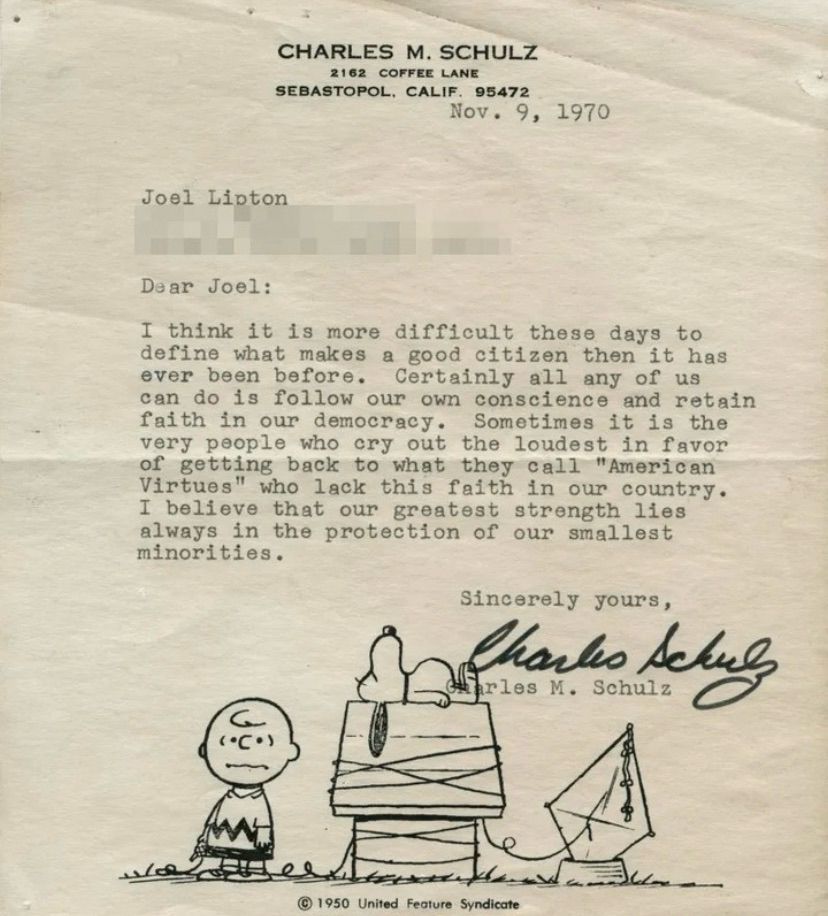 CHARLES M. SCHULZ
2162 COFFEE LANE
SEBASTOPOL, CALIF. 95472
Nov. 9, 1970
Joel Lipton
Dear Joel:
I think it is more difficult these days to
define what makes a good citizen then it has
ever been before. Certainly all any of us
can do is follow our own conscience and retain
faith in our democracy. Sometimes it is the
very people who cry out the loudest in favor
of getting back to what they call "American
Virtues" who lack this faith in our country.
I believe that our greatest strength lies
always in the protection of our smallest
minorities.
Sincerely yours,
Charles Schulz
Charles M. Schulz
© 1950 United Feature Syndicate